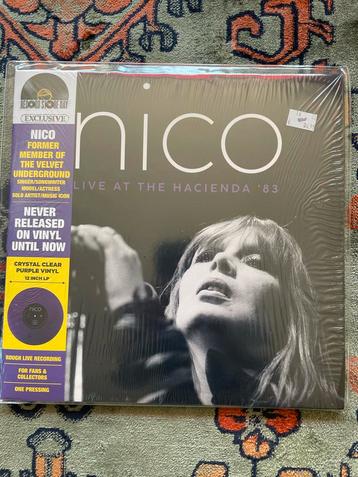 RECORD STORE DAY
EXCLUSIVE
NICO
FORMER
MEMBER OF
THE VELVET
UNDERGROUND
SINGER/SONGWRITER
MODEL/ACTRESS
SOLO ARTIST/MUSIC ICON
NEVER
RELEASED
ON VINYL
UNTIL NOW
CRYSTAL CLEAR
PURPLE VINYL
12 INCH LP
nico
ROUGH LIVE RECORDING
FOR FANS &
COLLECTORS
ONE PRESSING
nico
LIVE AT THE HACIENDA '83